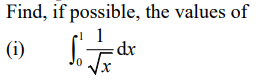 Find, if possible, the values of
(i) ∫₀¹ 1/√x dx